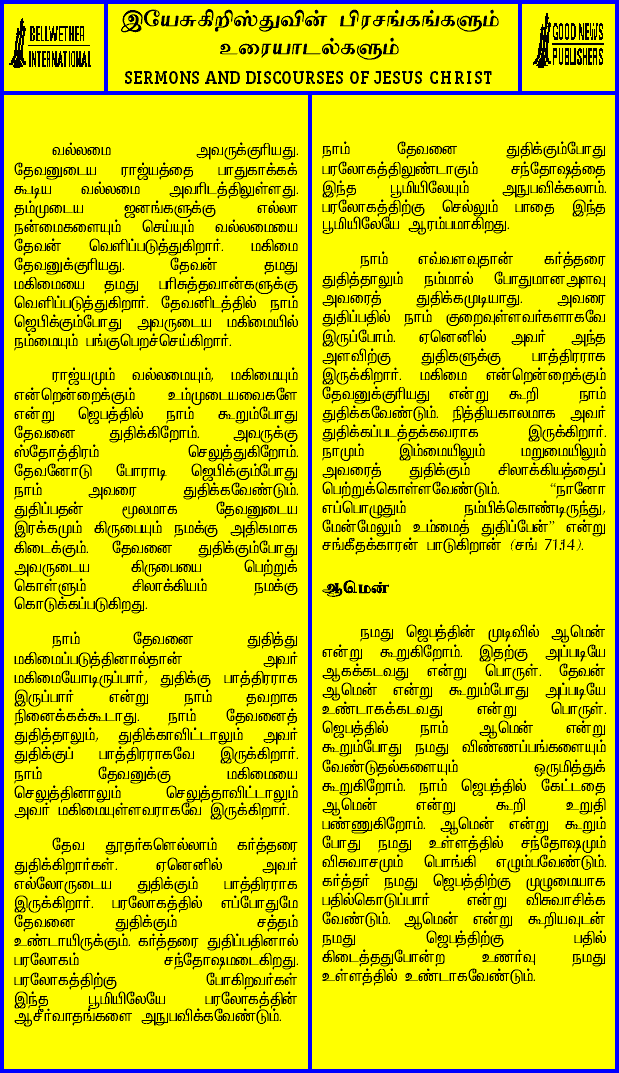 BELLWETHER
INTERNATIONAL
இயேசுகிறிஸ்துவின் பிரசங்கங்களும்
உரையாடல்களும்
SERMONS AND DISCOURSES OF JESUS CHRIST
GOOD NEWS
PUBLISHERS
வல்லமை அவருக்குரியது.
தேவனுடைய ராஜ்யத்தை பாதுகாக்கக்
கூடிய வல்லமை அவரிடத்திலுள்ளது.
தம்முடைய ஜனங்களுக்கு எல்லா
நன்மைகளையும் செய்யும் வல்லமையை
தேவன் வெளிப்படுத்துகிறார். மகிமை
தேவனுக்குரியது. தேவன் தமது
மகிமையை தமது பரிசுத்தவான்களுக்கு
வெளிப்படுத்துகிறார். தேவனிடத்தில் நாம்
ஜெபிக்கும்போது அவருடைய மகிமையில்
நம்மையும் பங்குபெறச்செய்கிறார்.
ராஜ்யமும் வல்லமையும், மகிமையும்
என்றென்றைக்கும் உம்முடையவைகளே
என்று ஜெபத்தில் நாம் கூறும்போது
தேவனை துதிக்கிறோம். அவருக்கு
ஸ்தோத்திரம் செலுத்துகிறோம்.
தேவனோடு போராடி ஜெபிக்கும்போது
நாம் அவரை துதிக்கவேண்டும்.
துதிப்பதன் மூலமாக தேவனுடைய
இரக்கமும் கிருபையும் நமக்கு அதிகமாக
கிடைக்கும். தேவனை துதிக்கும்போது
அவருடைய கிருபையை பெற்றுக்
கொள்ளும் சிலாக்கியம் நமக்கு
கொடுக்கப்படுகிறது.
நாம் தேவனை துதித்து
மகிமைப்படுத்தினால்தான் அவர்
மகிமையோடிருப்பார், துதிக்கு பாத்திரராக
இருப்பார் என்று நாம் தவறாக
நினைக்கக்கூடாது. நாம் தேவனைத்
துதித்தாலும், துதிக்காவிட்டாலும் அவர்
துதிக்குப் பாத்திரராகவே இருக்கிறார்.
நாம் தேவனுக்கு மகிமையை
செலுத்தினாலும் செலுத்தாவிட்டாலும்
அவர் மகிமையுள்ளவராகவே இருக்கிறார்.
தேவ தூதர்களெல்லாம் கர்த்தரை
துதிக்கிறார்கள். ஏனெனில் அவர்
எல்லோருடைய துதிக்கும் பாத்திரராக
இருக்கிறார். பரலோகத்தில் எப்போதுமே
தேவனை துதிக்கும் சத்தம்
உண்டாயிருக்கும். கர்த்தரை துதிப்பதினால்
பரலோகம் சந்தோஷமடைகிறது.
பரலோகத்திற்கு போகிறவர்கள்
இந்த பூமியிலேயே பரலோகத்தின்
ஆசீர்வாதங்களை அநுபவிக்கவேண்டும்.
நாம் தேவனை துதிக்கும்போது
பரலோகத்திலுண்டாகும் சந்தோஷத்தை
இந்த பூமியிலேயும் அநுபவிக்கலாம்.
பரலோகத்திற்கு செல்லும் பாதை இந்த
பூமியிலேயே ஆரம்பமாகிறது.
நாம் எவ்வளவுதான் கர்த்தரை
துதித்தாலும் நம்பால் போதுமானஅளவு
அவரைத் துதிக்கமுடியாது. அவரை
துதிப்பதில் நாம் குறைவுள்ளவர்களாகவே
இருப்போம். ஏனெனில் அவர் அந்த
அளவிற்கு துதிகளுக்கு பாத்திரராக
இருக்கிறார். மகிமை என்றென்றைக்கும்
தேவனுக்குரியது என்று கூறி நாம்
துதிக்கவேண்டும். நித்தியகாலமாக அவர்
துதிக்கப்படத்தக்கவராக இருக்கிறார்.
நாமும் இம்மையிலும் மறுமையிலும்
அவரைத் துதிக்கும் சிலாக்கியத்தைப்
பெற்றுக்கொள்ளவேண்டும். “நானோ
எப்பொழுதும் நம்பிக்கொண்டிருந்து,
மேன்மேலும் உம்மைத் துதிப்பேன்” என்று
சங்கீதக்காரன் பாடுகிறான் (சங் 71:14).
ஆமென்
நமது ஜெபத்தின் முடிவில் ஆமென்
என்று கூறுகிறோம். இதற்கு அப்படியே
ஆகக்கடவது என்று பொருள். தேவன்
ஆமென் என்று கூறும்போது அப்படியே
உண்டாகக்கடவது என்று பொருள்.
ஜெபத்தில் நாம் ஆமென் என்று
கூறும்போது நமது விண்ணப்பங்களையும்
வேண்டுதல்களையும் ஒருமித்துக்
கூறுகிறோம். நாம் ஜெபத்தில் கேட்டதை
ஆமென் என்று கூறி உறுதி
பண்ணுகிறோம். ஆமென் என்று கூறும்
போது நமது உள்ளத்தில் சந்தோஷமும்
விசுவாசமும் பொங்கி எழும்பவேண்டும்.
கர்த்தர் நமது ஜெபத்திற்கு முழுமையாக
பதில்கொடுப்பார் என்று விசுவாசிக்க
வேண்டும். ஆமென் என்று கூறியவுடன்
நமது ஜெபத்திற்கு பதில்
கிடைத்ததுபோன்ற உணர்வு நமது
உள்ளத்தில் உண்டாகவேண்டும்.